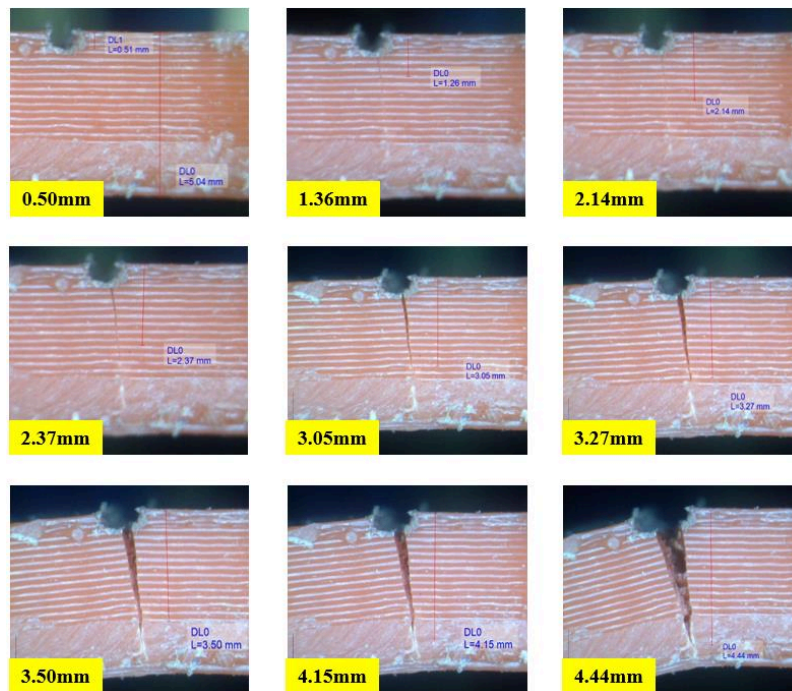 DL1
L=0.51 mm
DL0
L=5.04 mm
0.50mm
DL0
L=1.26 mm
1.36mm
DL0
L=2.14 mm
2.14mm
DL0
L=2.37 mm
2.37mm
DL0
L=3.05 mm
3.05mm
DL0
L=3.27 mm
3.27mm
DL0
L=3.50 mm
3.50mm
DL0
L=4.15 mm
4.15mm
DL0
L=4.44 mm
4.44mm